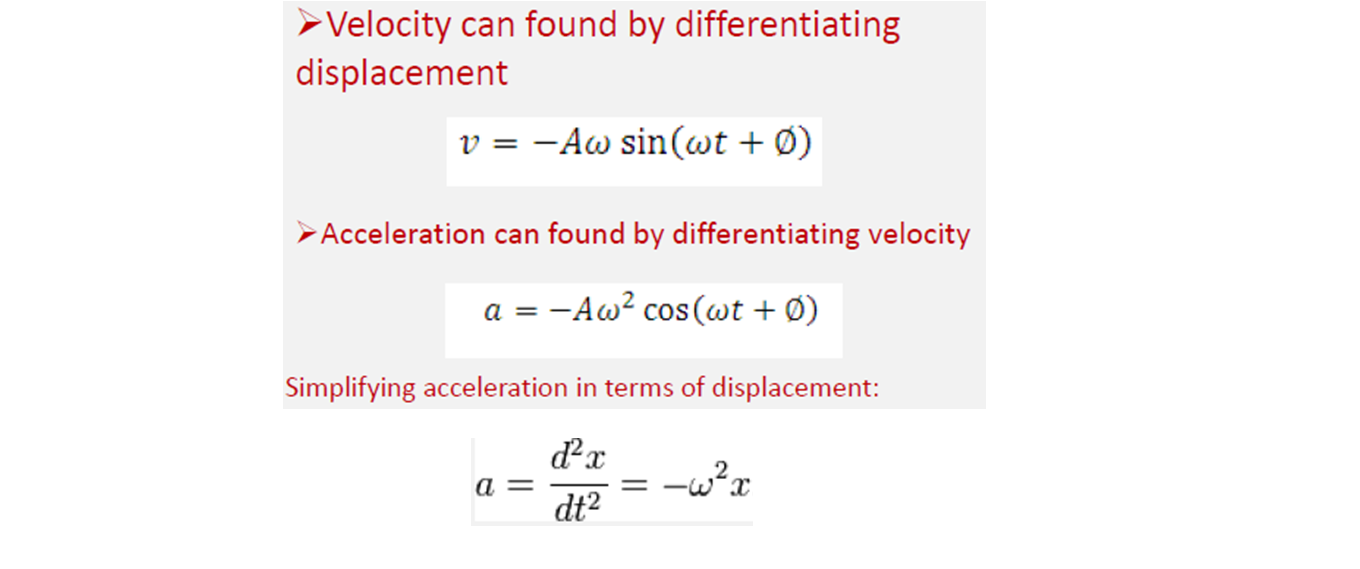 ➢Velocity can found by differentiating
displacement
v = −Aω sin(ωt + Ø)
➢Acceleration can found by differentiating velocity
a = −Aω² cos(ωt + Ø)
Simplifying acceleration in terms of displacement:
a = d²x/dt² = −ω²x